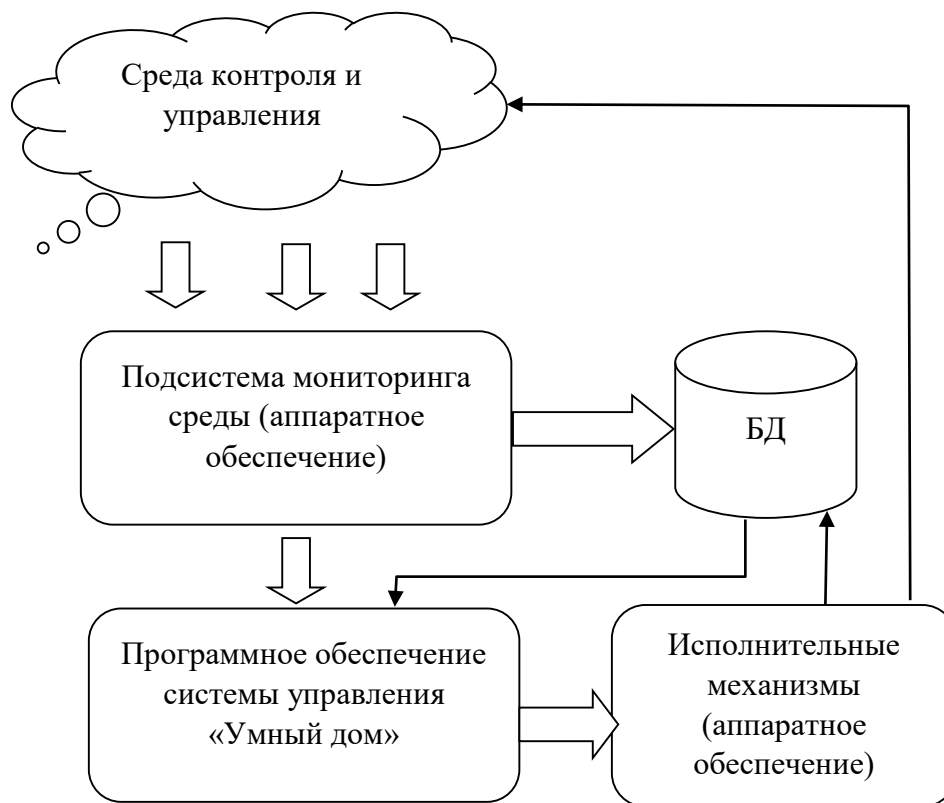 Среда контроля и
управления
Подсистема мониторинга
среды (аппаратное
обеспечение)
БД
Программное обеспечение
системы управления
«Умный дом»
Исполнительные
механизмы
(аппаратное
обеспечение)